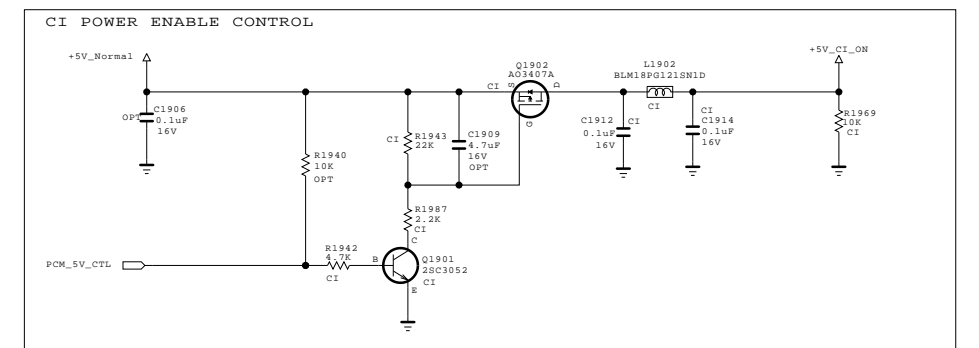 CI POWER ENABLE CONTROL
+5V_Normal
+5V_CI_ON
Q1902
AO3407A
L1902
BLM18PG121SN1D
CI
S
D
G
CI
OPT
C1906
0.1uF
16V
CI
R1943
22K
C1909
4.7uF
16V
OPT
C1912
0.1uF
16V
CI
CI
C1914
0.1uF
16V
R1969
10K
CI
R1940
10K
OPT
R1987
2.2K
CI
C
PCM_5V_CTL
R1942
4.7K
CI
B
Q1901
2SC3052
CI
E